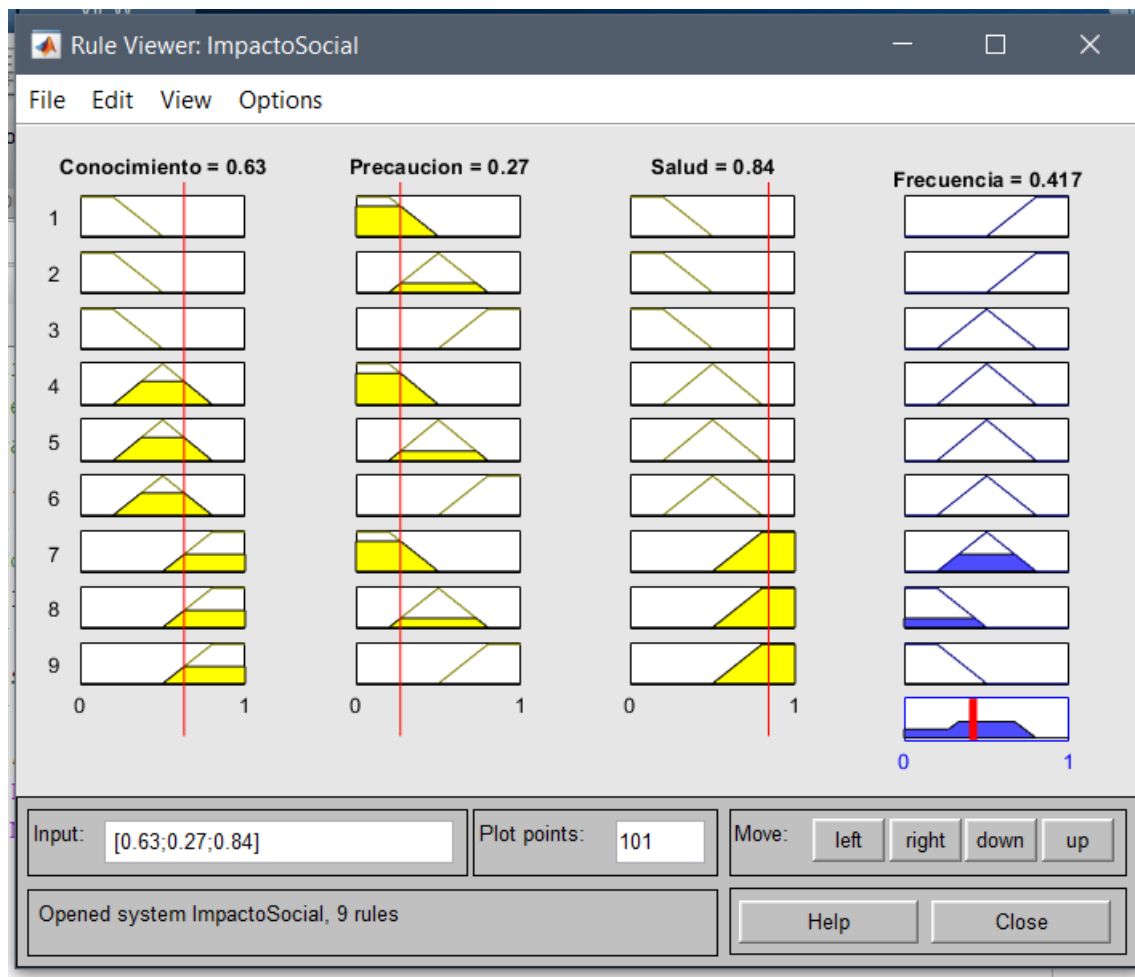 Rule Viewer: ImpactoSocial
File Edit View Options
Conocimiento = 0.63 Precaucion = 0.27 Salud = 0.84 Frecuencia = 0.417
1
2
3
4
5
6
7
8
9
0 1 0 1 0 1
0 1
Input: [0.63;0.27;0.84] Plot points: 101 Move: left right down up
Opened system ImpactoSocial, 9 rules Help Close